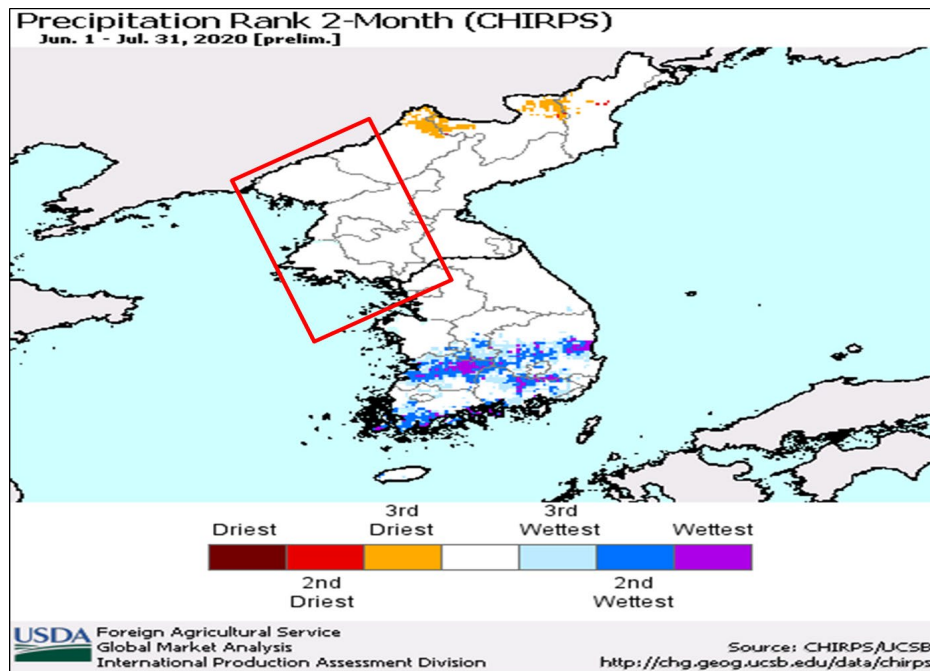 Precipitation Rank 2-Month (CHIRPS)
Jun. 1 - Jul. 31, 2020 [prelim.]
3rd 3rd
Driest Driest Wettest Wettest
2nd 2nd
Driest Wettest
USDA Foreign Agricultural Service
Global Market Analysis
International Production Assessment Division
Source: CHIRPS/UCSB
http://chg.geog.ucsb.edu/data/chirps